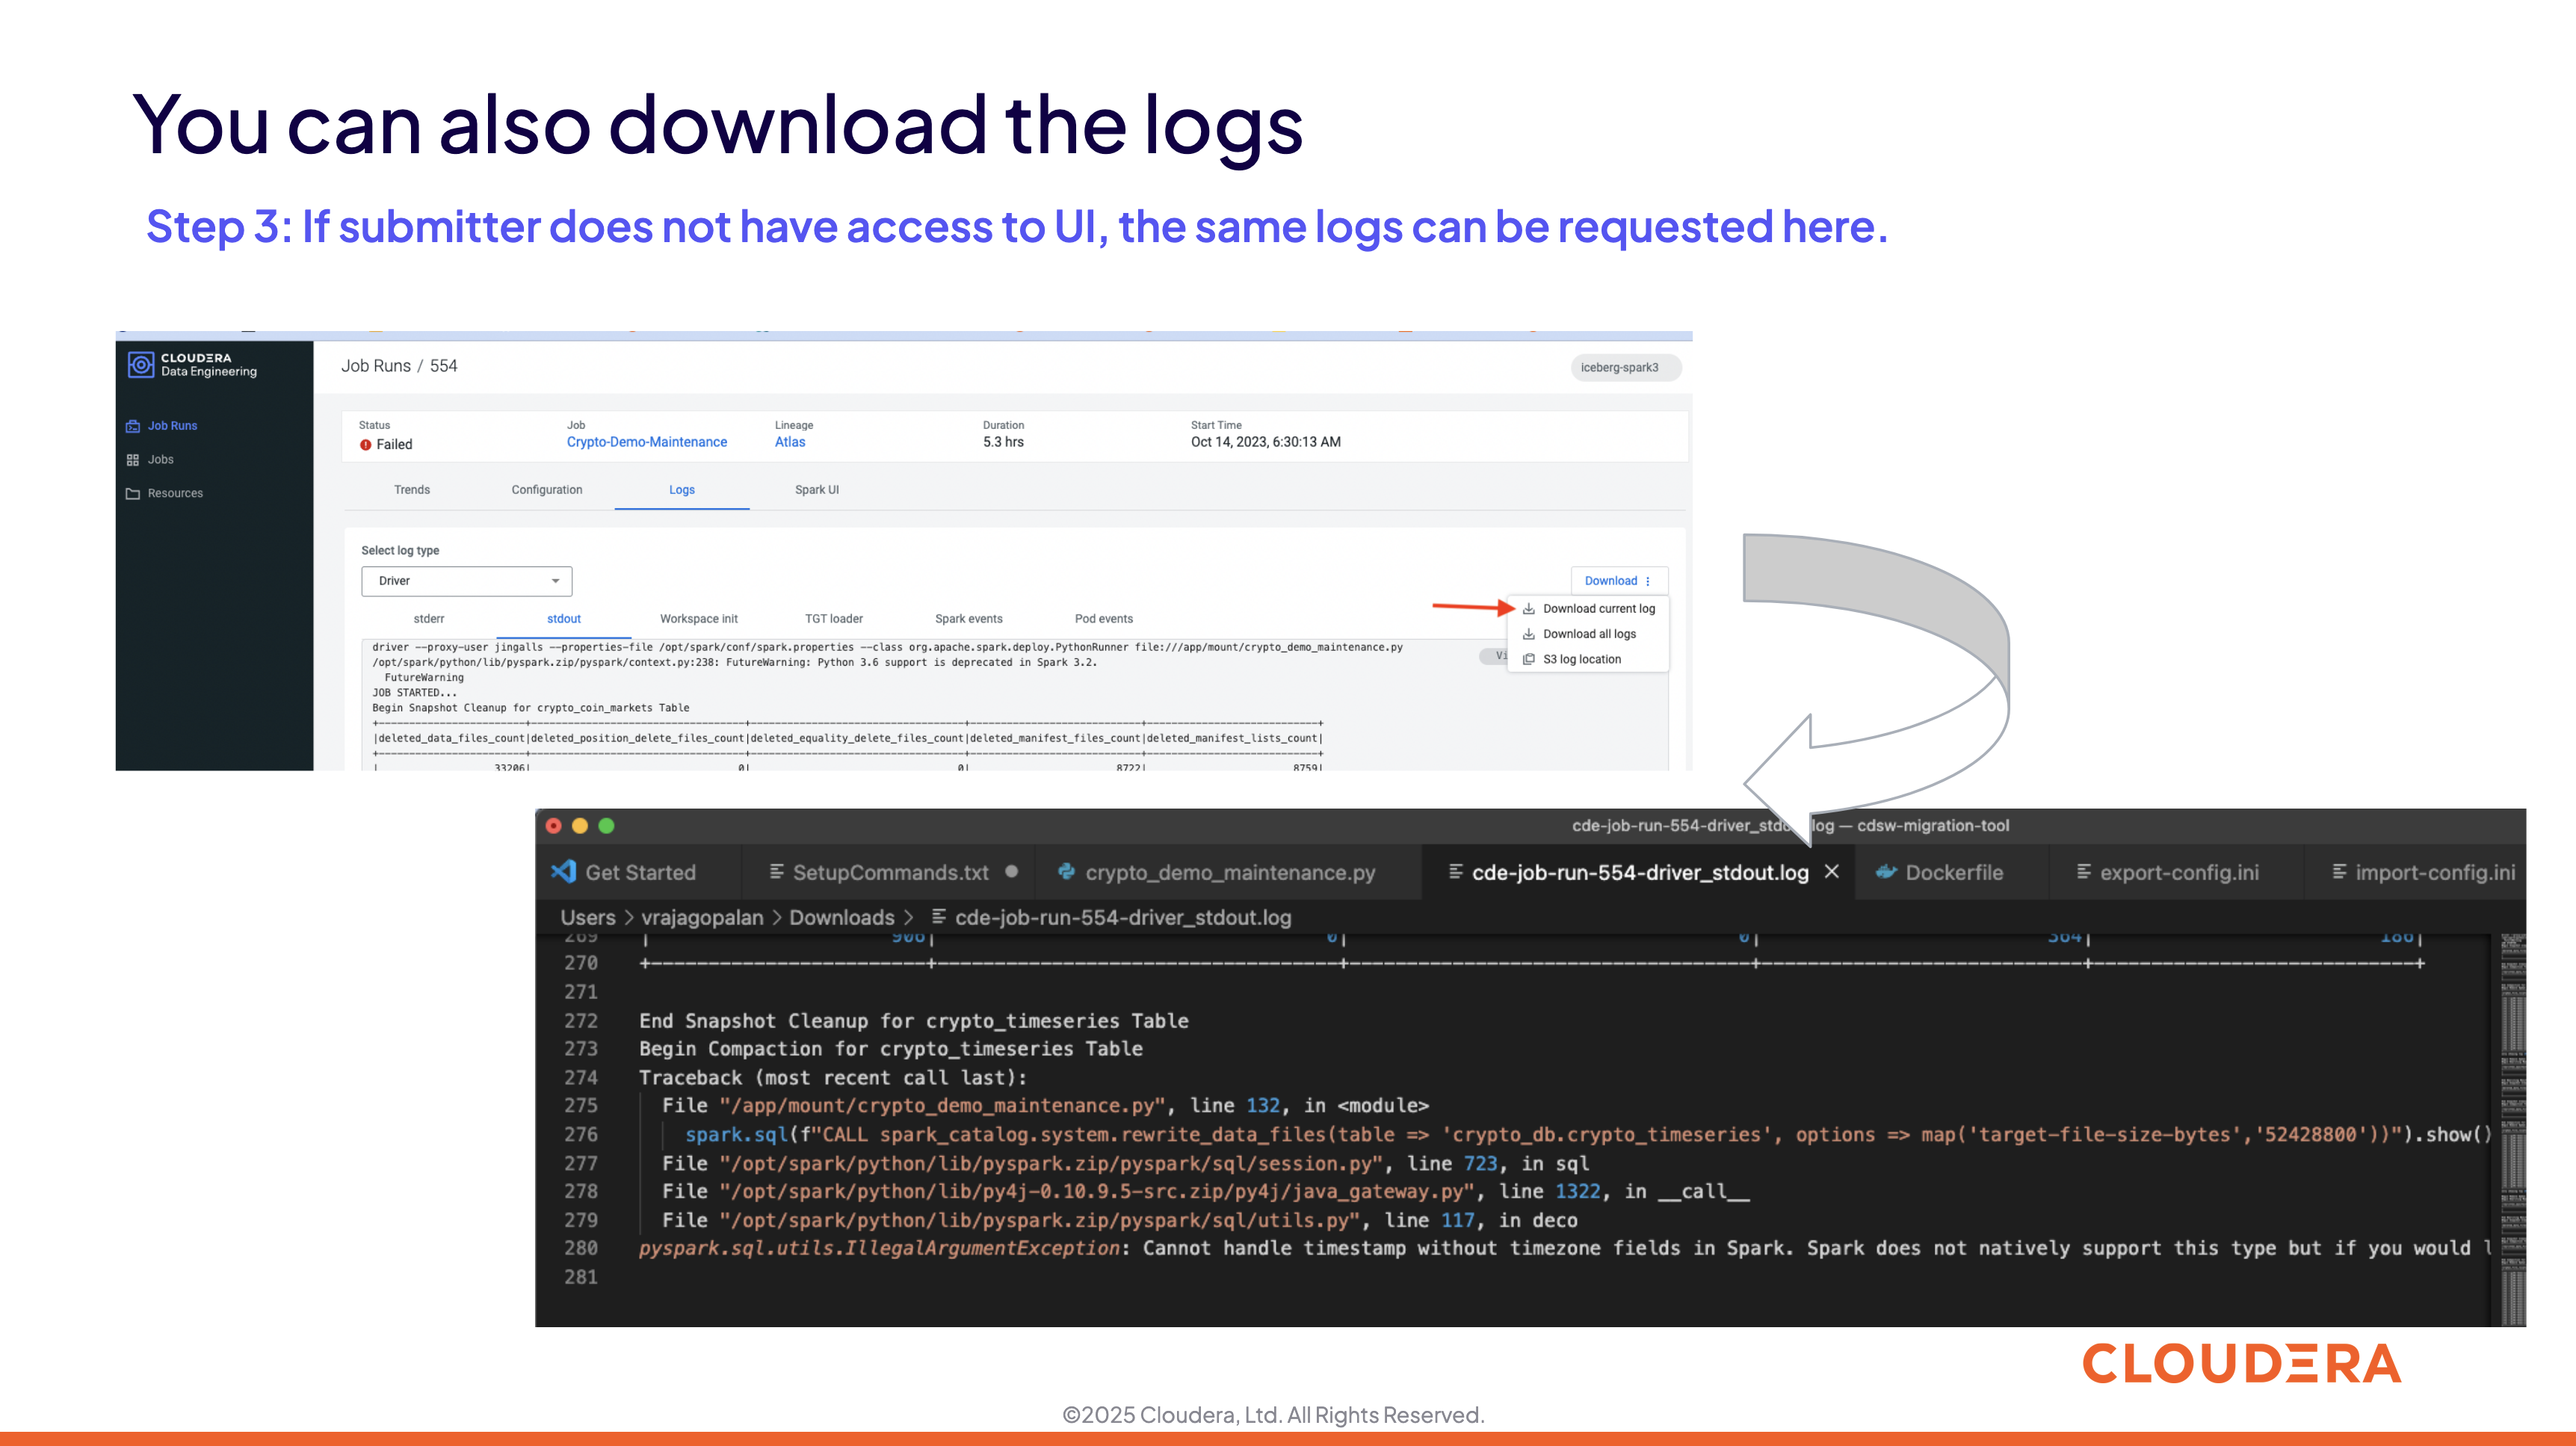 You can also download the logs
Step 3: If submitter does not have access to UI, the same logs can be requested here.
CLOUDERA
Data Engineering
Job Runs / 554
iceberg-spark3
Job Runs
Jobs
Resources
Status
Job
Lineage
Duration
Start Time
Failed
Crypto-Demo-Maintenance
Atlas
5.3 hrs
Oct 14, 2023, 6:30:13 AM
Trends
Configuration
Logs
Spark UI
Select log type
Driver
Download
Download current log
Download all logs
S3 log location
stderr
stdout
Workspace init
TGT loader
Spark events
Pod events
driver --proxy-user jingalls --properties-file /opt/spark/conf/spark.properties --class org.apache.spark.deploy.PythonRunner file:///app/mount/crypto_demo_maintenance.py
/opt/spark/python/lib/pyspark.zip/pyspark/context.py:238: FutureWarning: Python 3.6 support is deprecated in Spark 3.2.
FutureWarning
JOB STARTED...
Begin Snapshot Cleanup for crypto_coin_markets Table
|deleted_data_files_count|deleted_position_delete_files_count|deleted_equality_delete_files_count|deleted_manifest_files_count|deleted_manifest_lists_count|
| 33206| 0| 0| 8722| 8759|
cde-job-run-554-driver_stdo log — cdsw-migration-tool
Get Started
SetupCommands.txt
crypto_demo_maintenance.py
cde-job-run-554-driver_stdout.log
Dockerfile
export-config.ini
import-config.ini
Users > vrajagopalan > Downloads > cde-job-run-554-driver_stdout.log
269 | 906| 0| 0| 364| 186|
270
271
272 End Snapshot Cleanup for crypto_timeseries Table
273 Begin Compaction for crypto_timeseries Table
274 Traceback (most recent call last):
275 File "/app/mount/crypto_demo_maintenance.py", line 132, in <module>
276 spark.sql(f"CALL spark_catalog.system.rewrite_data_files(table => 'crypto_db.crypto_timeseries', options => map('target-file-size-bytes','52428800'))").show()
277 File "/opt/spark/python/lib/pyspark.zip/pyspark/sql/session.py", line 723, in sql
278 File "/opt/spark/python/lib/py4j-0.10.9.5-src.zip/py4j/java_gateway.py", line 1322, in __call__
279 File "/opt/spark/python/lib/pyspark.zip/pyspark/sql/utils.py", line 117, in deco
280 pyspark.sql.utils.IllegalArgumentException: Cannot handle timestamp without timezone fields in Spark. Spark does not natively support this type but if you would
281
CLOUDERA
©2025 Cloudera, Ltd. All Rights Reserved.